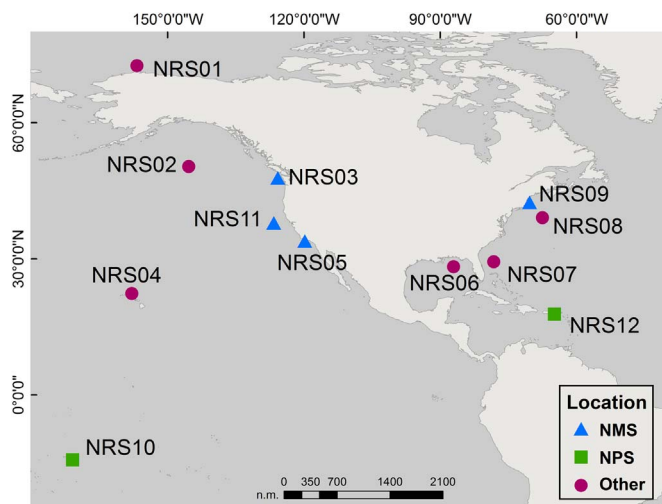 150°0'0"W 120°0'0"W 90°0'0"W 60°0'0"W
60°0'0"N
30°0'0"N
0°0'0"
NRS01
NRS02
NRS03
NRS09
NRS11
NRS08
NRS05
NRS04
NRS06
NRS07
NRS12
NRS10
Location
NMS
NPS
Other
n.m.
0 350 700 1400 2100